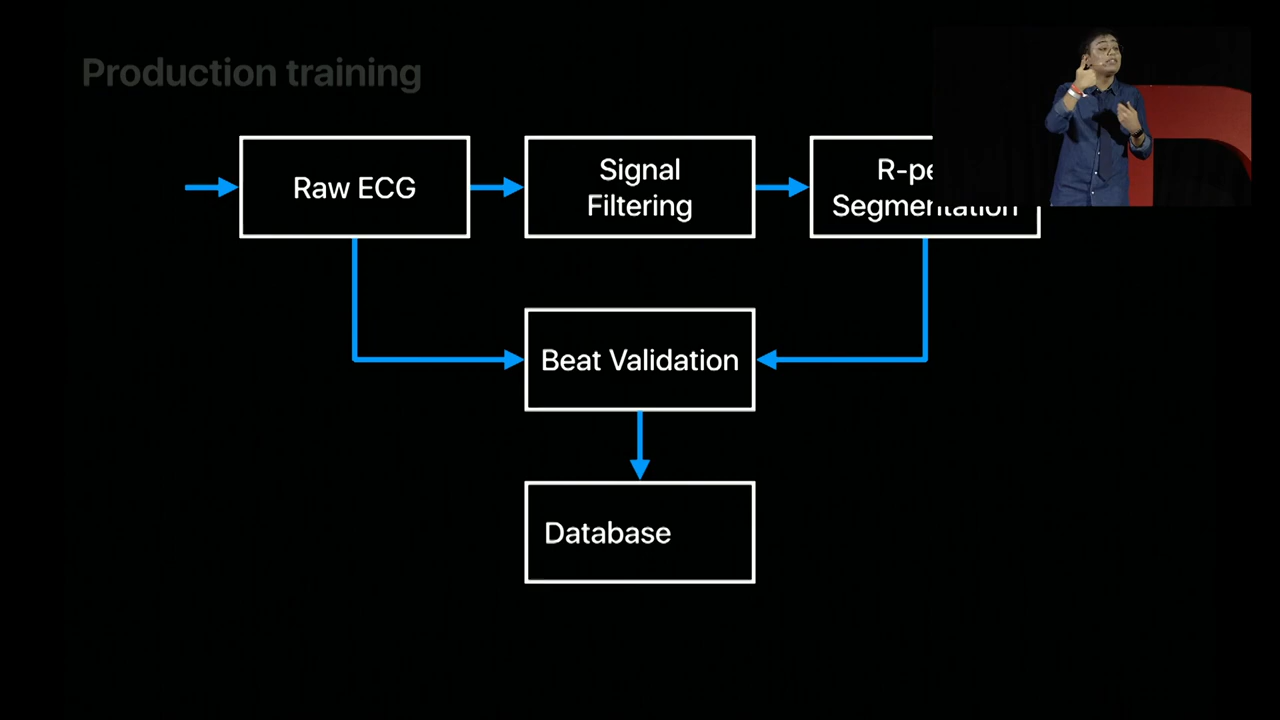 Production training
Raw ECG
Signal
Filtering
Segmentation
Beat Validation
Database